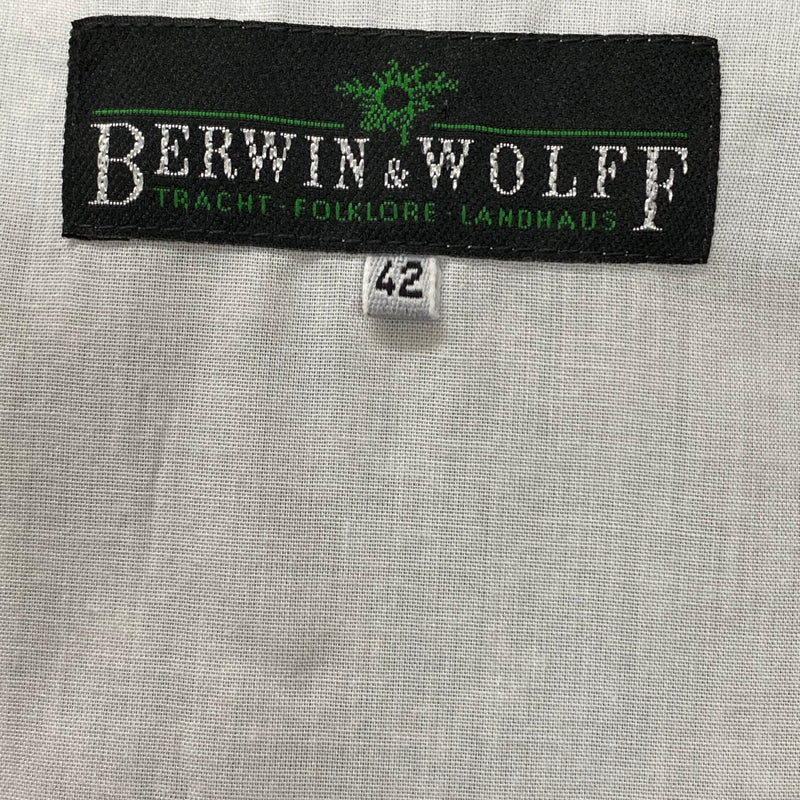 BERWIN & WOLFF
TRACHT · FOLKLORE · LANDHAUS
42